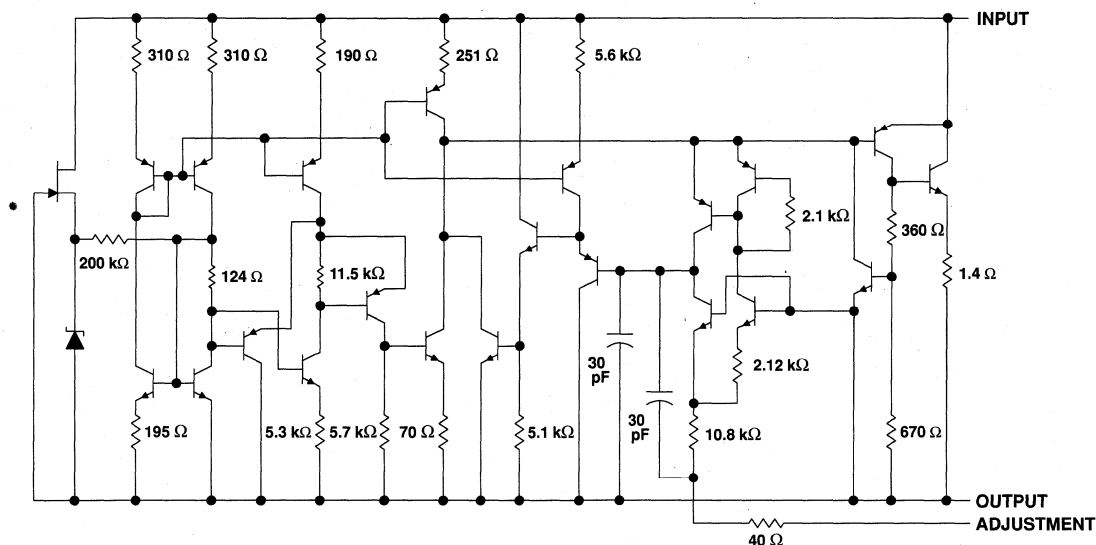 INPUT
310 Ω
310 Ω
190 Ω
251 Ω
5.6 kΩ
2.1 kΩ
360 Ω
200 kΩ
124 Ω
11.5 kΩ
1.4 Ω
30
pF
2.12 kΩ
30
pF
195 Ω
5.3 kΩ
5.7 kΩ
70 Ω
5.1 kΩ
10.8 kΩ
670 Ω
OUTPUT
ADJUSTMENT
40 Ω